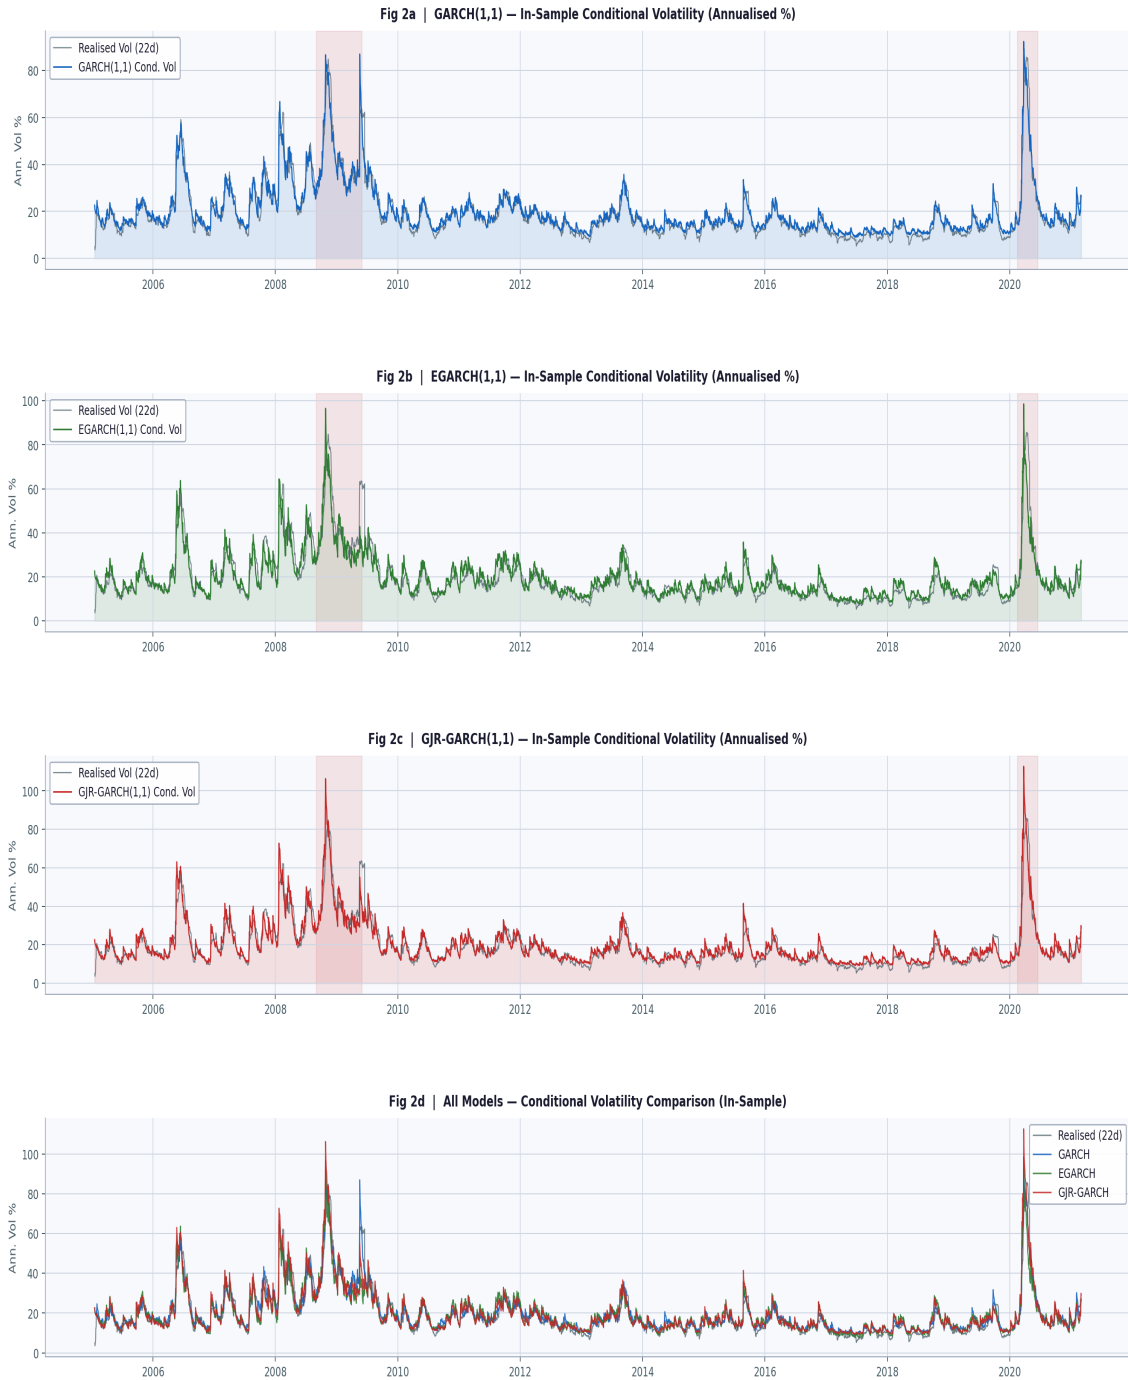 Fig 2a | GARCH(1,1) — In-Sample Conditional Volatility (Annualised %)
Realised Vol (22d)
GARCH(1,1) Cond. Vol
Ann. Vol %
80
60
40
20
0
2006 2008 2010 2012 2014 2016 2018 2020
Fig 2b | EGARCH(1,1) — In-Sample Conditional Volatility (Annualised %)
Realised Vol (22d)
EGARCH(1,1) Cond. Vol
Ann. Vol %
100
80
60
40
20
0
2006 2008 2010 2012 2014 2016 2018 2020
Fig 2c | GJR-GARCH(1,1) — In-Sample Conditional Volatility (Annualised %)
Realised Vol (22d)
GJR-GARCH(1,1) Cond. Vol
Ann. Vol %
100
80
60
40
20
0
2006 2008 2010 2012 2014 2016 2018 2020
Fig 2d | All Models — Conditional Volatility Comparison (In-Sample)
Realised (22d)
GARCH
EGARCH
GJR-GARCH
Ann. Vol %
100
80
60
40
20
0
2006 2008 2010 2012 2014 2016 2018 2020